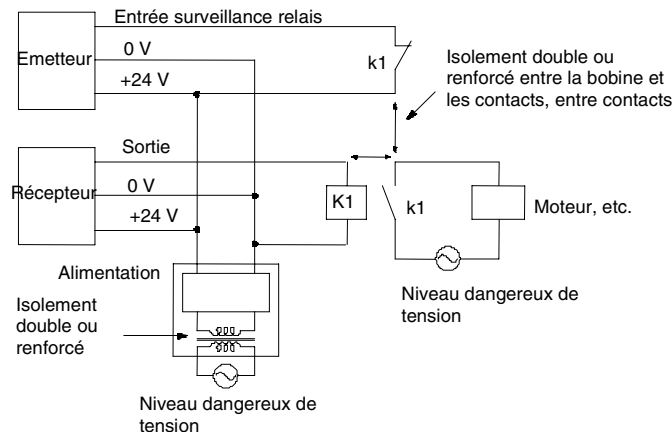 Entrée surveillance relais
Emetteur
0 V
+24 V
k1
Isolement double ou
renforcé entre la bobine et
les contacts, entre contacts
Sortie
Récepteur
0 V
+24 V
K1
k1
Moteur, etc.
Alimentation
Isolement
double ou
renforcé
Niveau dangereux de
tension
Niveau dangereux de
tension